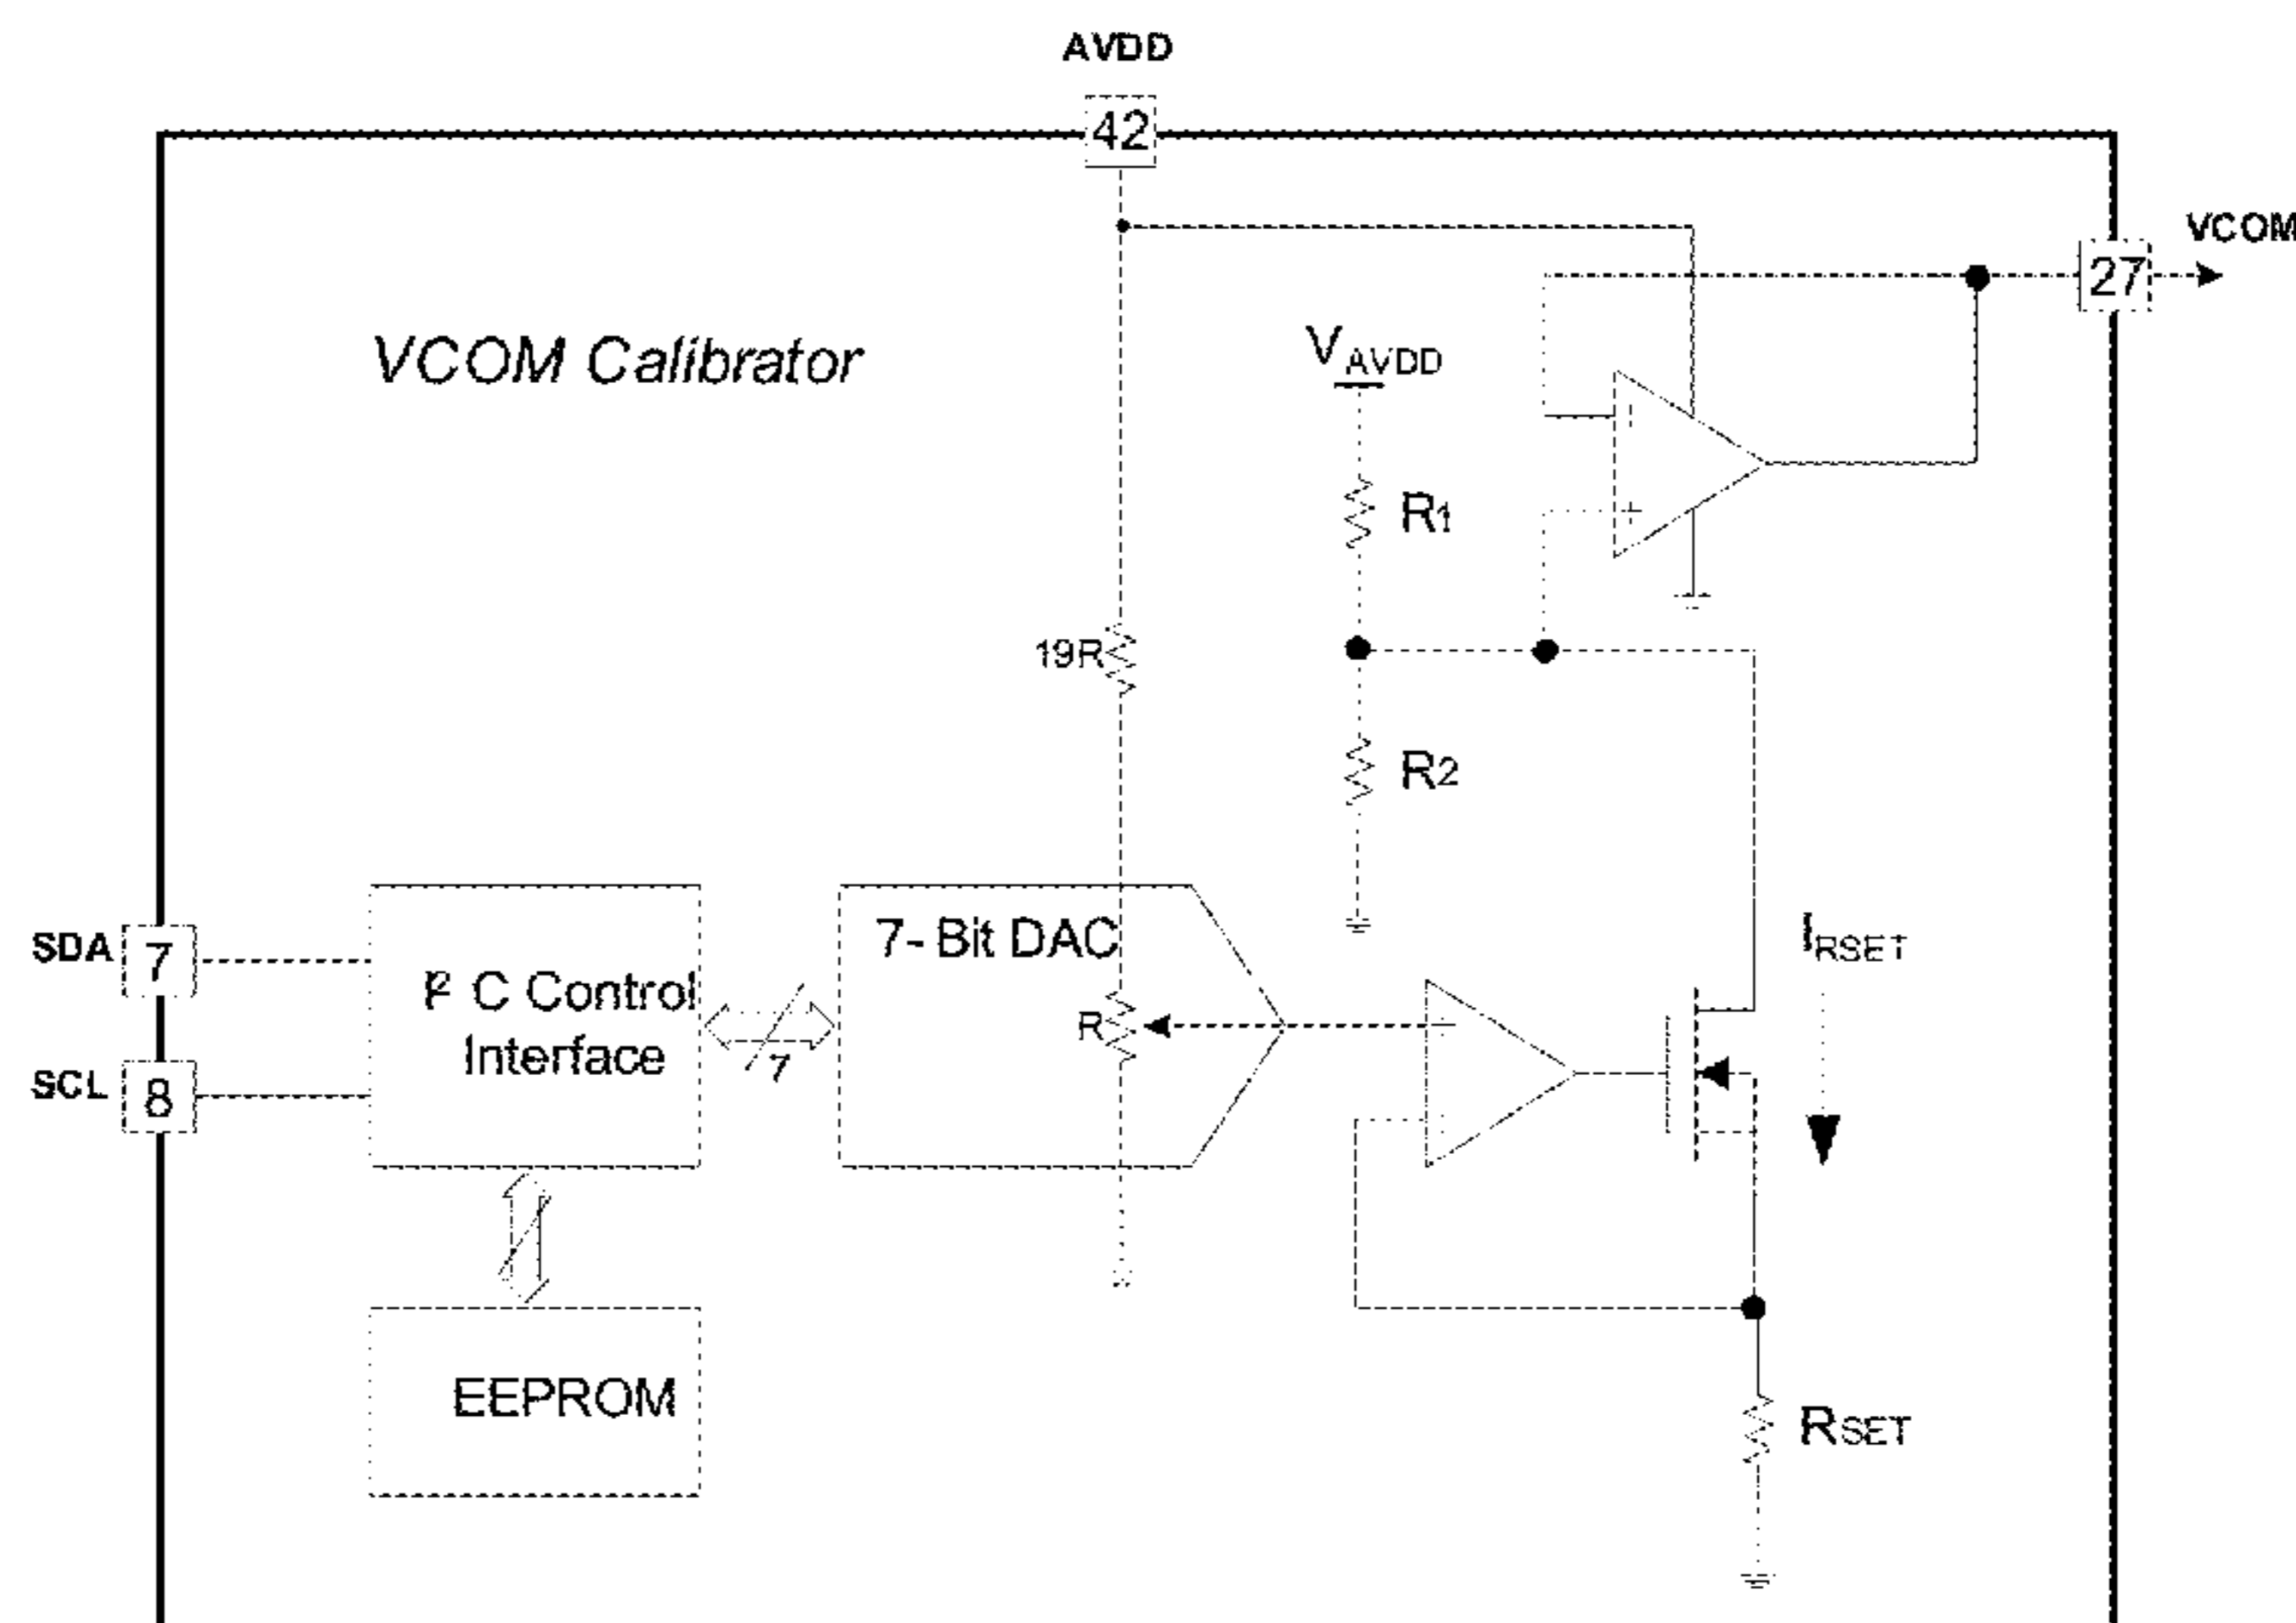 AVDD
42
VCOM
27
VCOM Calibrator
VAVDD
R1
19R
R2
SDA
7
I² C Control
Interface
7
7- Bit DAC
R
IRSET
SCL
8
EEPROM
RSET